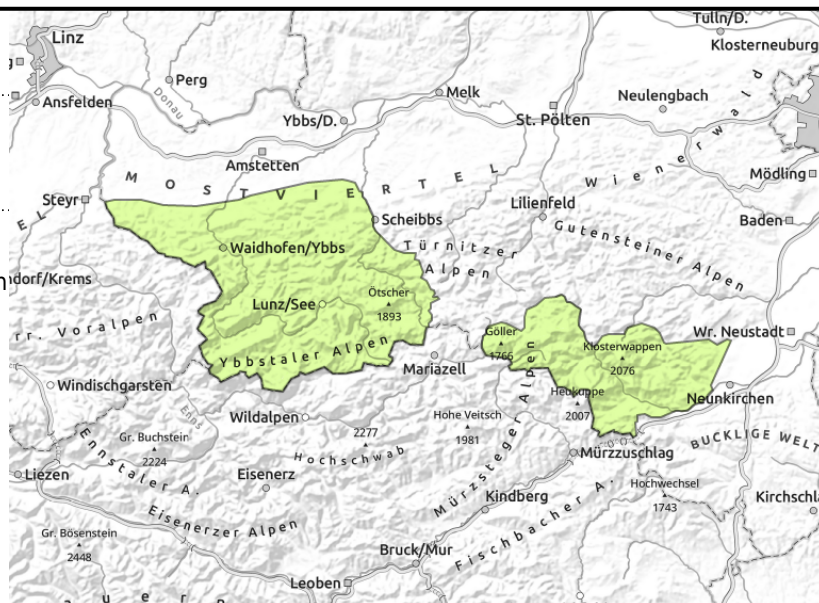 Tulln/D.
Linz
Klosterneuburg
Perg
Donau
Melk
Neulengbach
Ansfelden
Ybbs/D.
St. Pölten
Wienerwald
Amstetten
MOSTVIERTEL
Mödling
Steyr
Lilienfeld
Scheibbs
Baden
Waidhofen/Ybbs
Türnitzer
Alpen
Gutensteiner Alpen
dorf/Krems
Ötscher
1893
Lunz/See
Göller
1766
Wr. Neustadt
rr. Voralpen
Ybbstaler Alpen
Klosterwappen
2076
Mariazell
Windischgarsten
Heukuppe
2007
Neunkirchen
Enns
Wildalpen
Hohe Veitsch
1981
Mürzsteger Alpen
Gr. Buchstein
2224
2277
Hochschwab
Mürzzuschlag
BUCKLIGE WELT
Ennstaler A.
Liezen
Eisenerz
Hochwechsel
1743
Kindberg
Kirchschla
Eisenerzer Alpen
Fischbacher A.
Gr. Bösenstein
2448
Bruck/Mur
Leoben